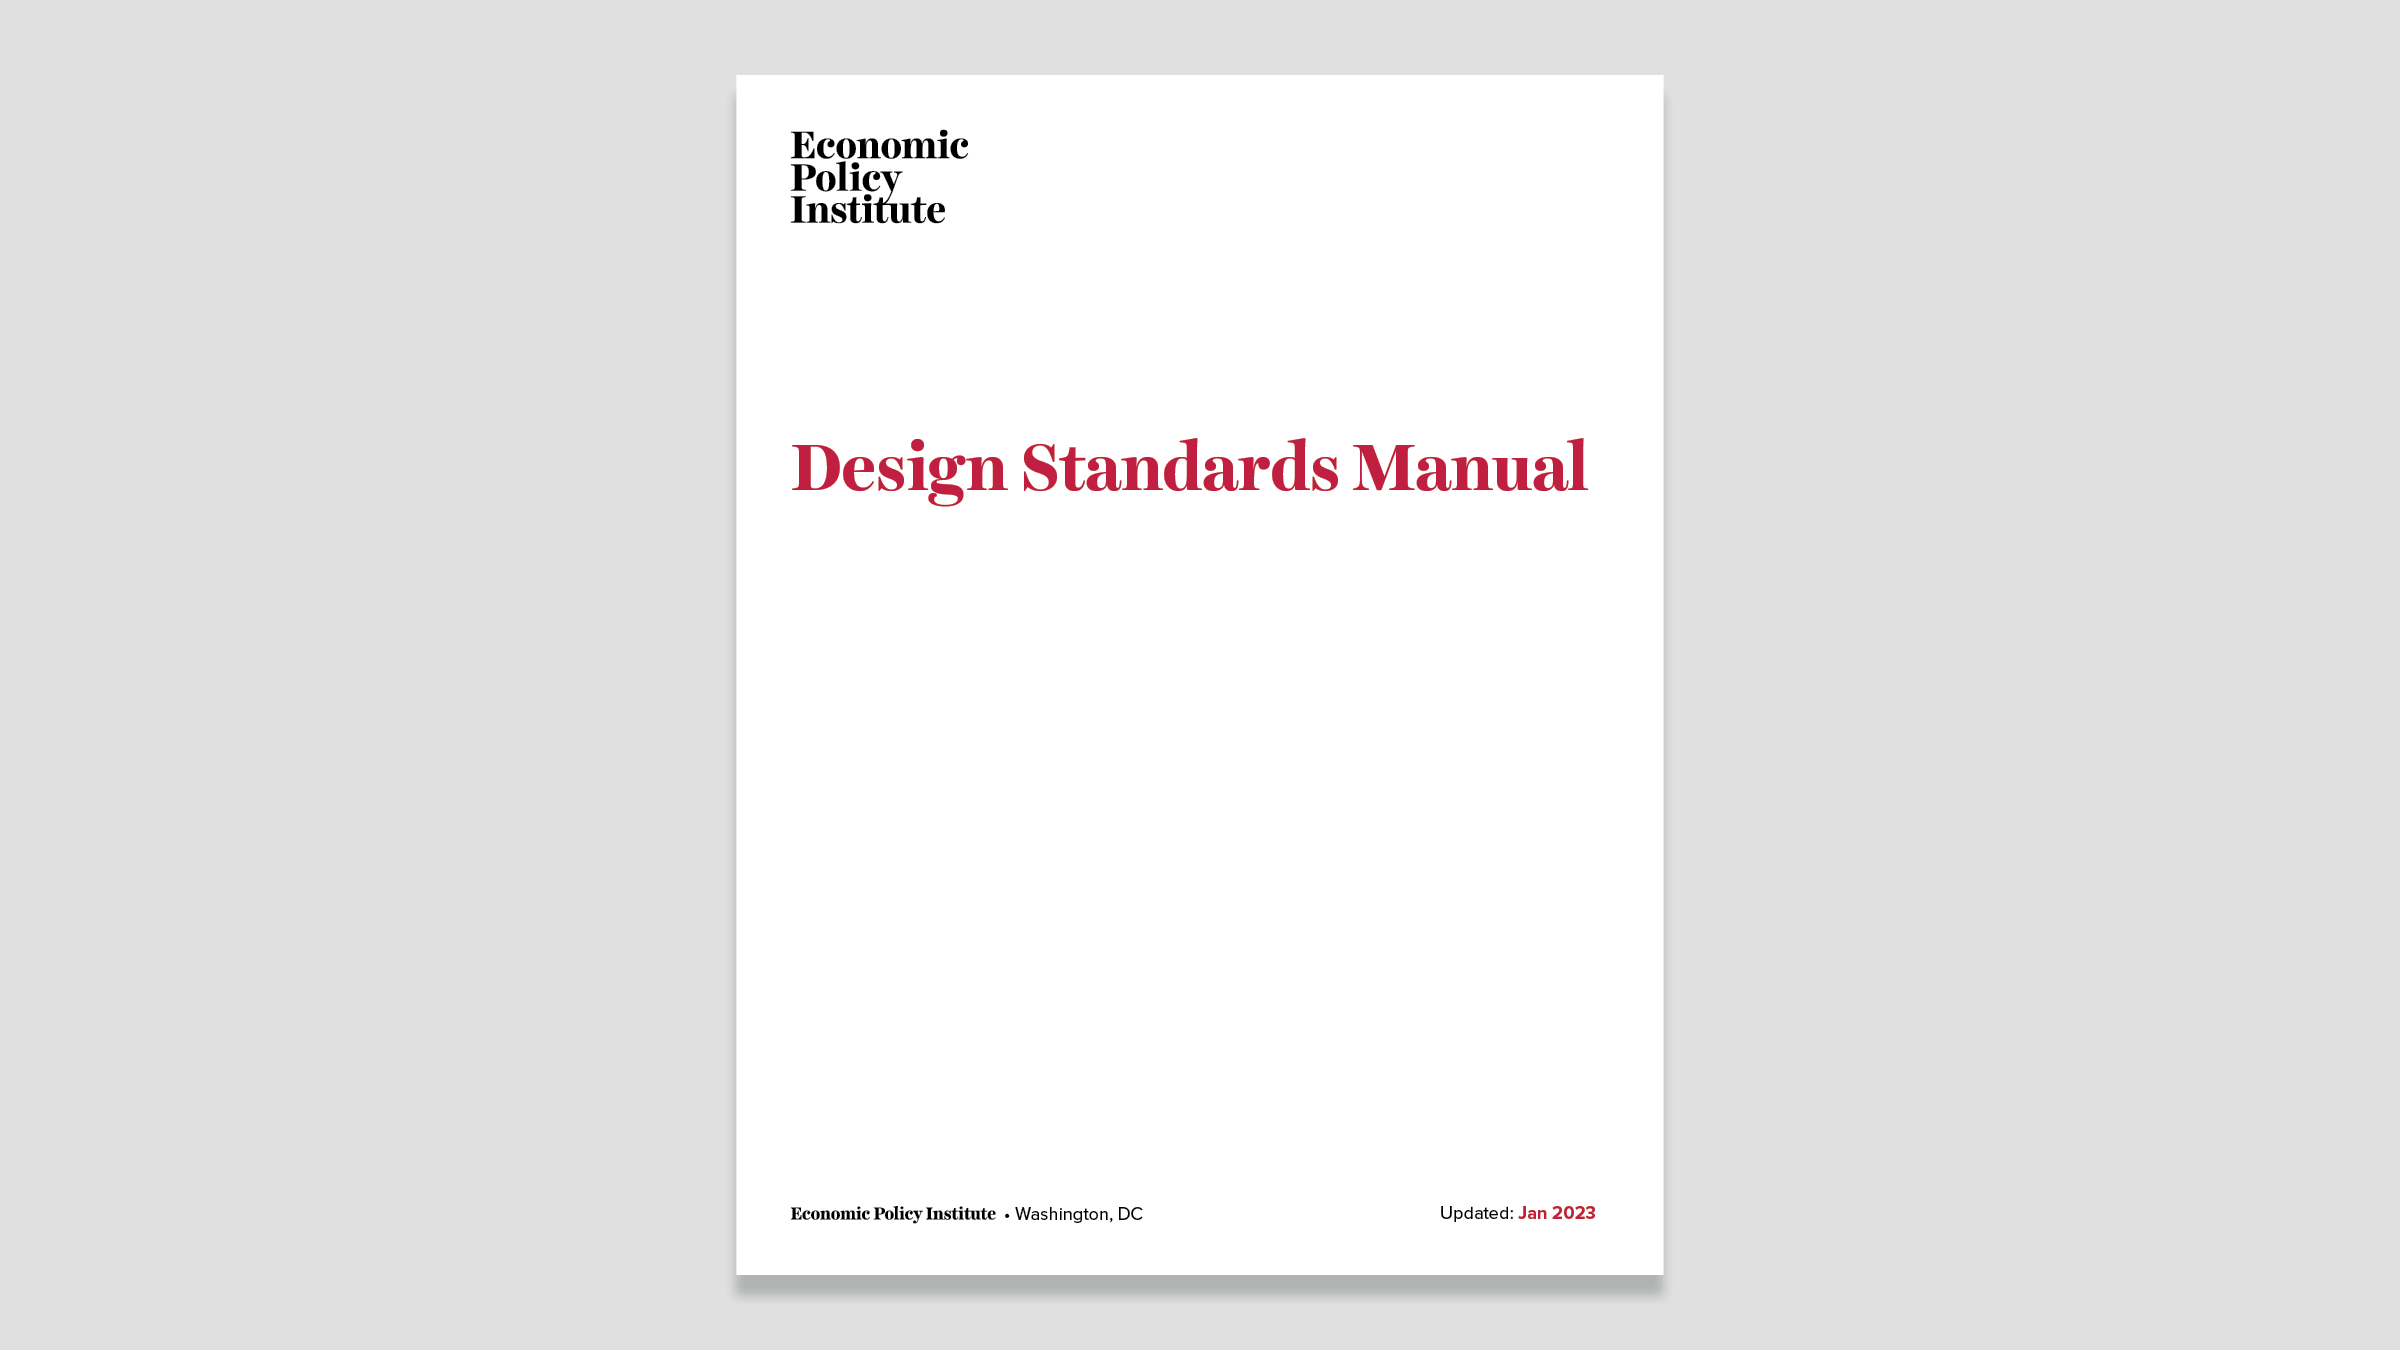 Economic
Policy
Institute
Design Standards Manual
Economic Policy Institute • Washington, DC
Updated: Jan 2023